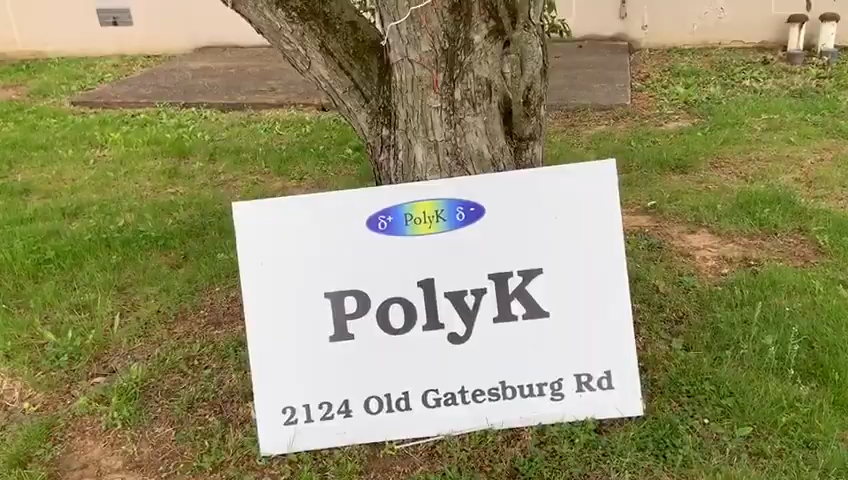 δ+ PolyK δ-
PolyK
2124 Old Gatesburg Rd